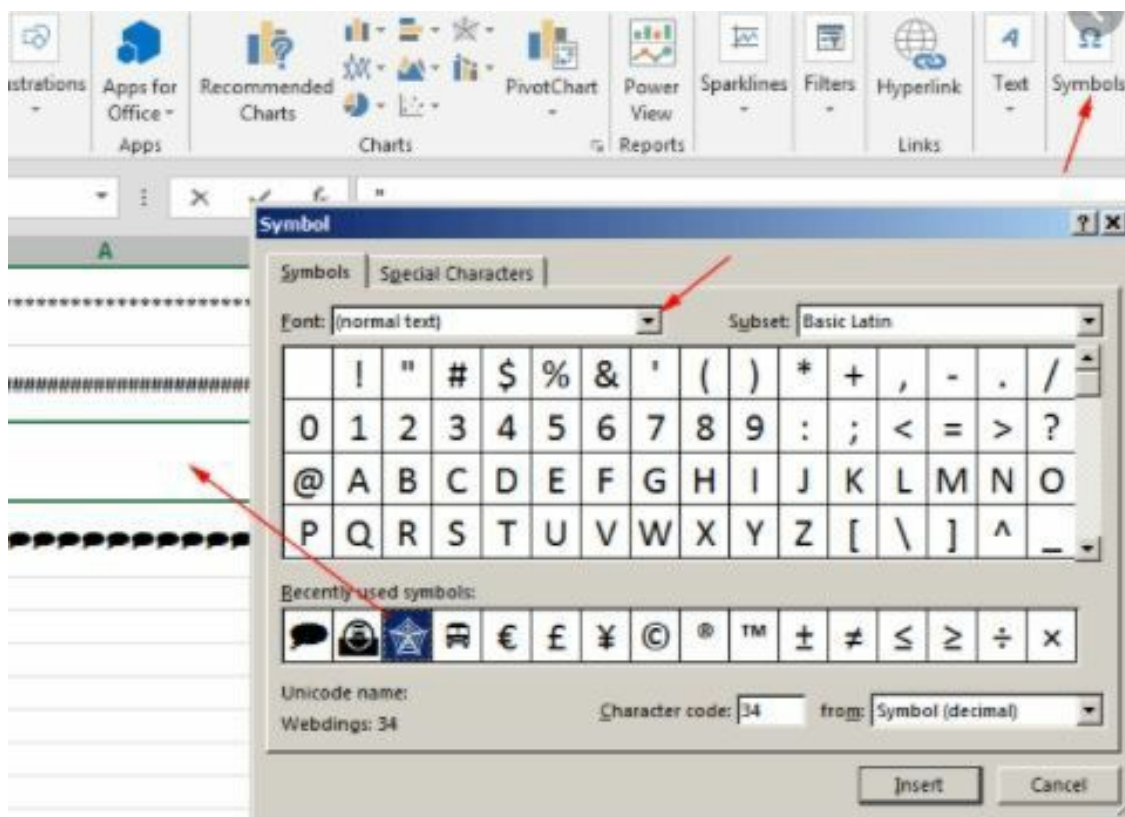 ustrations
Apps for
Office
Apps
Recommended
Charts
Charts
PivotChart
Power
View
Reports
Sparklines
Filters
Hyperlink
Links
Text
Symbols
"
A
Symbol
Symbols
Special Characters
Font: (normal text)
Subset: Basic Latin
! " # $ % & ' ( ) * + , - . /
0 1 2 3 4 5 6 7 8 9 : ; < = > ?
@ A B C D E F G H I J K L M N O
P Q R S T U V W X Y Z [ \ ] ^ _
Recently used symbols:
€ £ ¥ © ® ™ ± ≠ ≤ ≥ ÷ ×
Unicode name:
Webdings: 34
Character code: 34 from: Symbol (decimal)
Insert
Cancel